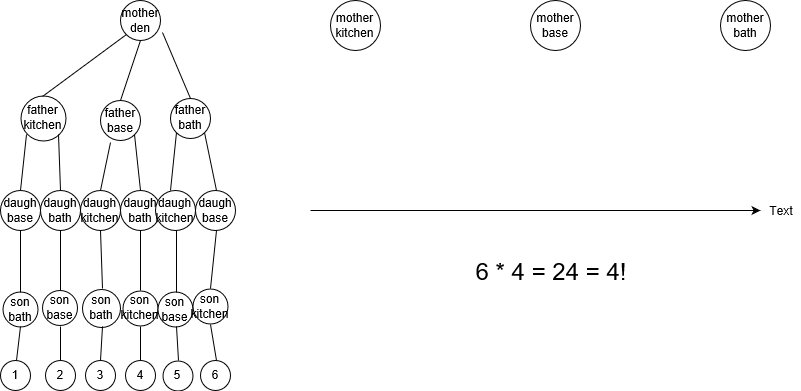 mother
den
mother
kitchen
mother
base
mother
bath
father
kitchen
father
base
father
bath
daugh
base
daugh
bath
daugh
kitchen
daugh
bath
daugh
kitchen
daugh
base
Text
6 * 4 = 24 = 4!
son
bath
son
base
son
bath
son
kitchen
son
base
son
kitchen
1
2
3
4
5
6